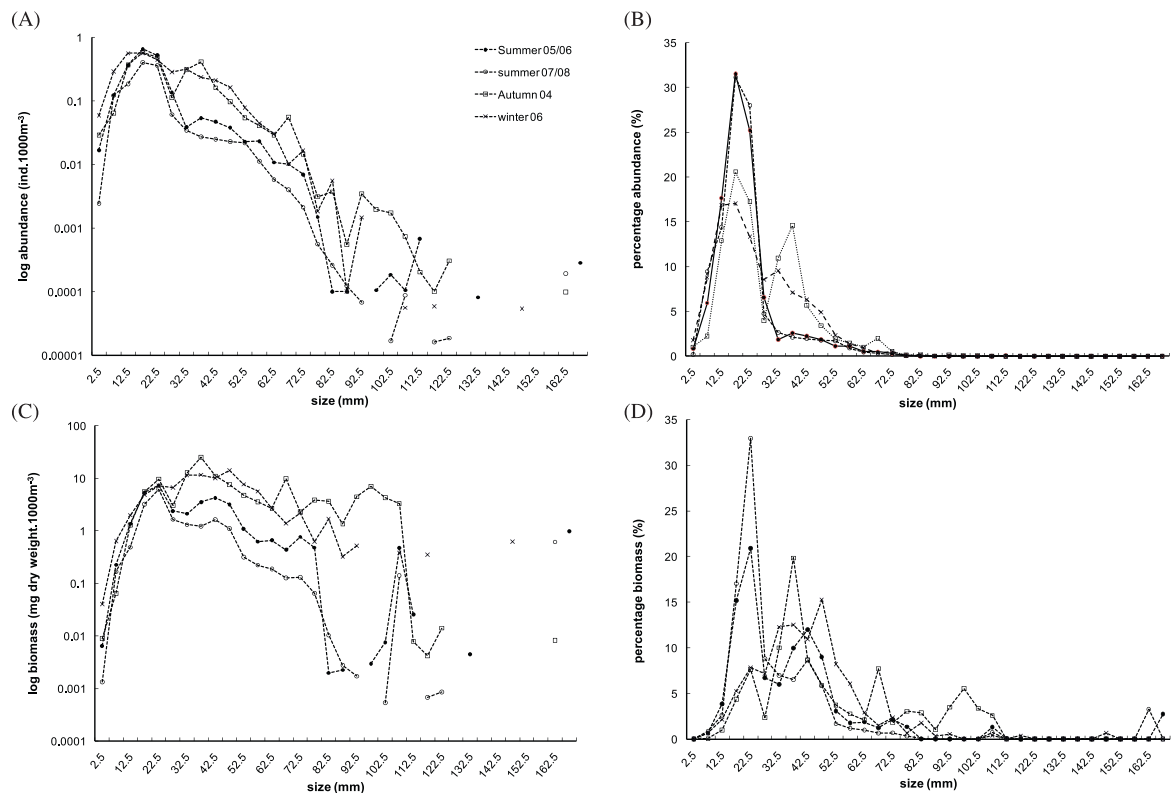 (A)
1
0.1
0.01
0.001
0.0001
0.00001
log abundance (ind.1000m⁻³)
2.5 12.5 22.5 32.5 42.5 52.5 62.5 72.5 82.5 92.5 102.5 112.5 122.5 132.5 142.5 152.5 162.5
size (mm)
Summer 05/06
summer 07/08
Autumn 04
winter 06
(B)
35
30
25
20
15
10
5
0
percentage abundance (%)
2.5 12.5 22.5 32.5 42.5 52.5 62.5 72.5 82.5 92.5 102.5 112.5 122.5 132.5 142.5 152.5 162.5
size (mm)
(C)
100
10
1
0.1
0.01
0.001
0.0001
log biomass (mg dry weight.1000m⁻³)
2.5 12.5 22.5 32.5 42.5 52.5 62.5 72.5 82.5 92.5 102.5 112.5 122.5 132.5 142.5 152.5 162.5
size (mm)
(D)
35
30
25
20
15
10
5
0
percentage biomass (%)
2.5 12.5 22.5 32.5 42.5 52.5 62.5 72.5 82.5 92.5 102.5 112.5 122.5 132.5 142.5 152.5 162.5
size (mm)